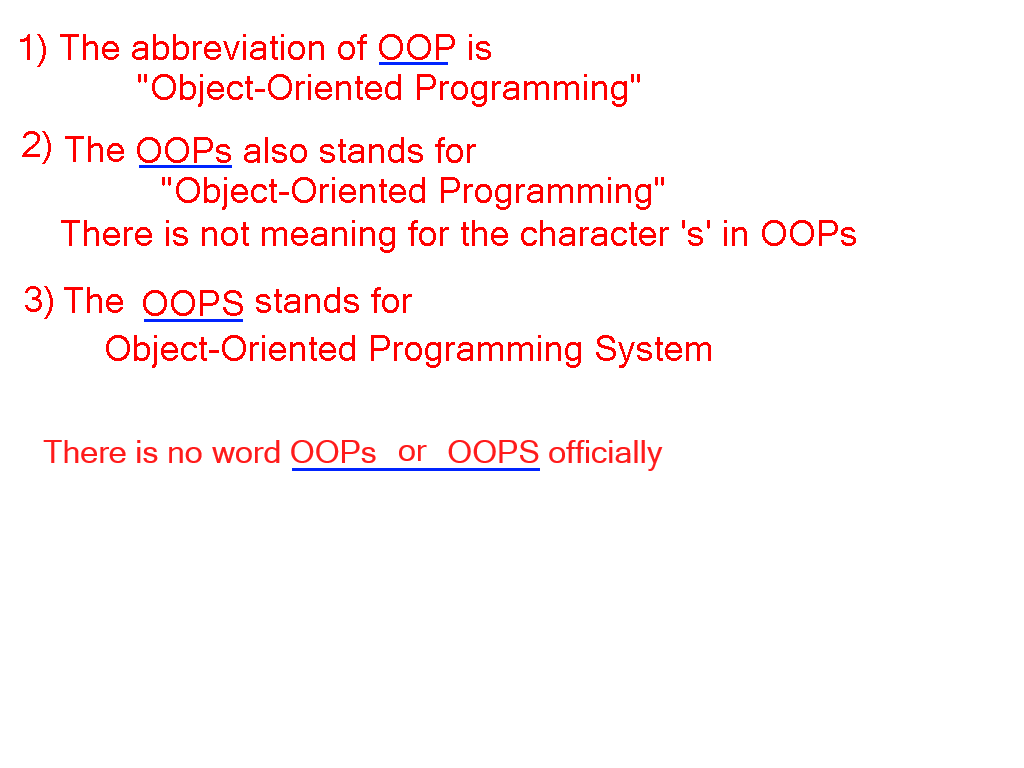 1) The abbreviation of OOP is
"Object-Oriented Programming"
2) The OOPs also stands for
"Object-Oriented Programming"
There is not meaning for the character 's' in OOPs
3) The OOPS stands for
Object-Oriented Programming System
There is no word OOPs or OOPS officially